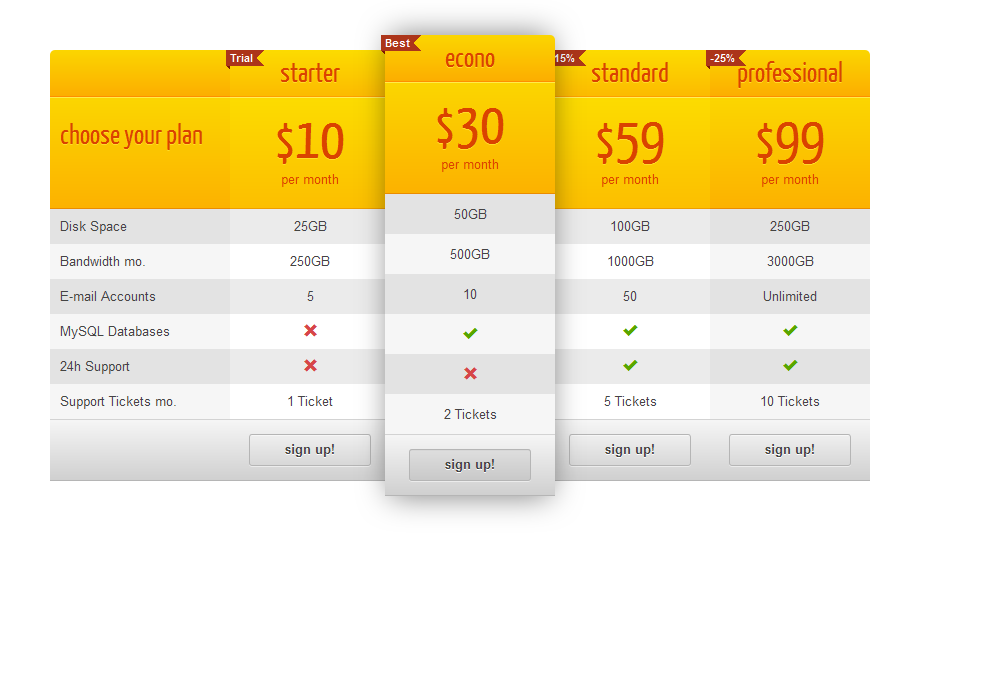 Trial Best 15% -25%
starter econo standard professional
choose your plan $10 $30 $59 $99
per month per month per month per month
Disk Space 25GB 50GB 100GB 250GB
Bandwidth mo. 250GB 500GB 1000GB 3000GB
E-mail Accounts 5 10 50 Unlimited
MySQL Databases
24h Support
Support Tickets mo. 1 Ticket 2 Tickets 5 Tickets 10 Tickets
sign up! sign up! sign up! sign up!